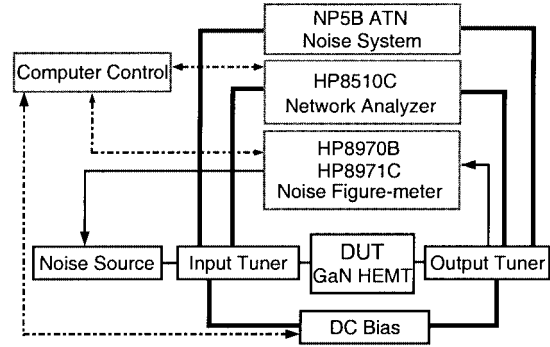 NP5B ATN
Noise System
Computer Control
HP8510C
Network Analyzer
HP8970B
HP8971C
Noise Figure-meter
Noise Source
Input Tuner
DUT
GaN HEMT
Output Tuner
DC Bias